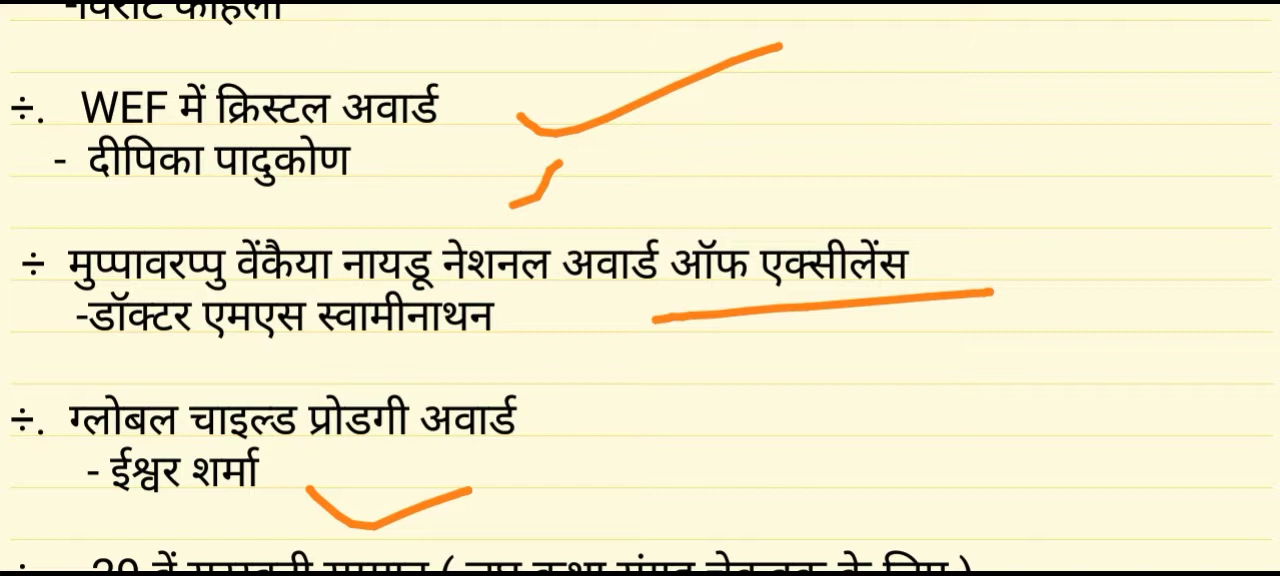 -विराट कोहली
÷. WEF में क्रिस्टल अवार्ड
- दीपिका पादुकोण
÷ मुप्पावरप्पु वेंकैया नायडू नेशनल अवार्ड ऑफ एक्सीलेंस
-डॉक्टर एमएस स्वामीनाथन
÷. ग्लोबल चाइल्ड प्रोडगी अवार्ड
- ईश्वर शर्मा